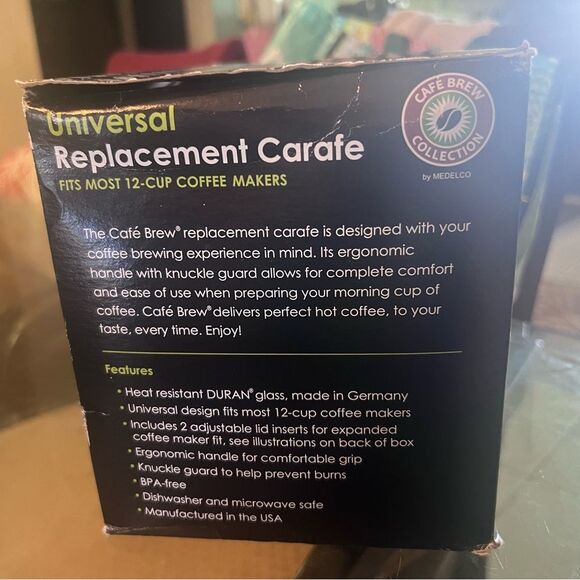 Universal
Replacement Carafe
FITS MOST 12-CUP COFFEE MAKERS
CAFÉ BREW
COLLECTION
by MEDELCO
The Café Brew® replacement carafe is designed with your
coffee brewing experience in mind. Its ergonomic
handle with knuckle guard allows for complete comfort
and ease of use when preparing your morning cup of
coffee. Café Brew® delivers perfect hot coffee, to your
taste, every time. Enjoy!
Features
• Heat resistant DURAN® glass, made in Germany
• Universal design fits most 12-cup coffee makers
• Includes 2 adjustable lid inserts for expanded
coffee maker fit, see illustrations on back of box
• Ergonomic handle for comfortable grip
• Knuckle guard to help prevent burns
• BPA-free
• Dishwasher and microwave safe
• Manufactured in the USA